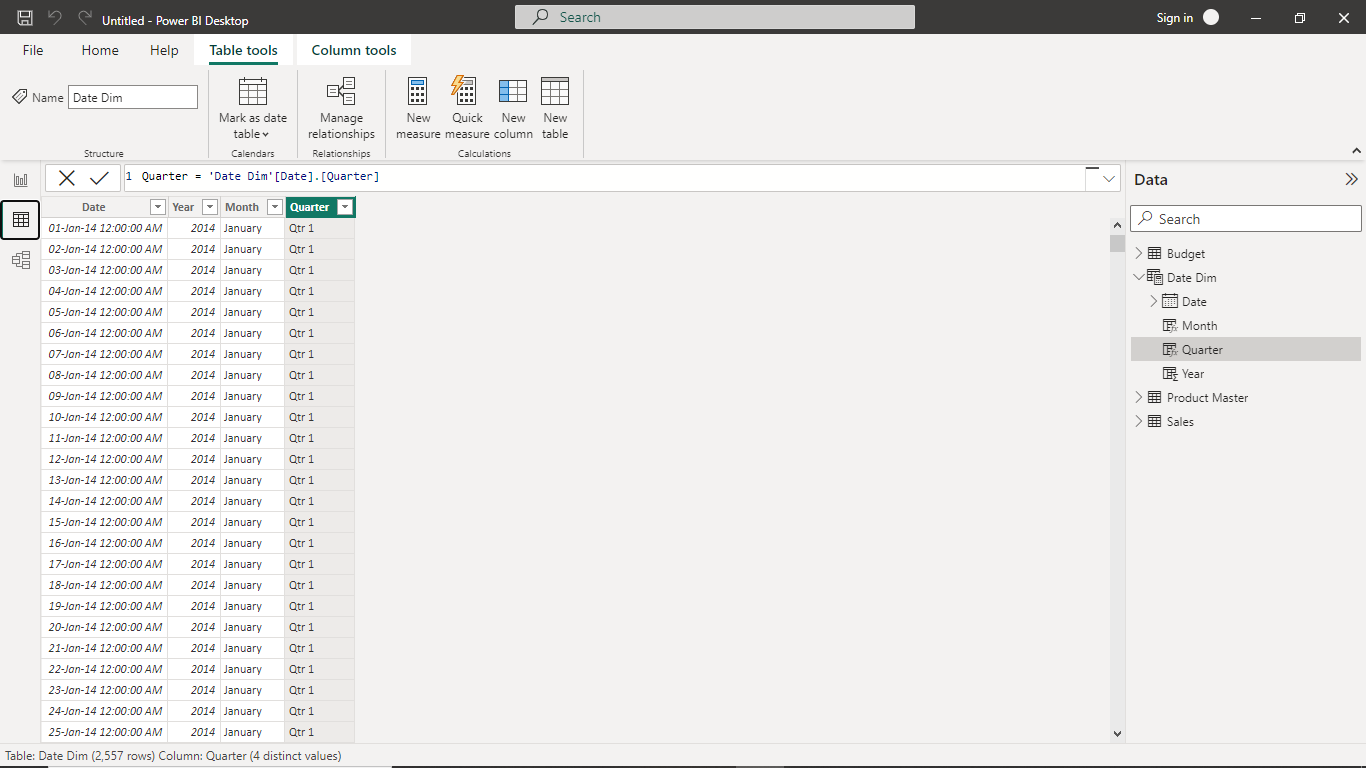 Untitled - Power BI Desktop
Search
Sign in
File Home Help Table tools Column tools
Name Date Dim
Mark as date table
Manage relationships
New measure
Quick measure
New column
New table
Structure Calendars Relationships Calculations
1 Quarter = 'Date Dim'[Date].[Quarter]
Date Year Month Quarter
01-Jan-14 12:00:00 AM 2014 January Qtr 1
02-Jan-14 12:00:00 AM 2014 January Qtr 1
03-Jan-14 12:00:00 AM 2014 January Qtr 1
04-Jan-14 12:00:00 AM 2014 January Qtr 1
05-Jan-14 12:00:00 AM 2014 January Qtr 1
06-Jan-14 12:00:00 AM 2014 January Qtr 1
07-Jan-14 12:00:00 AM 2014 January Qtr 1
08-Jan-14 12:00:00 AM 2014 January Qtr 1
09-Jan-14 12:00:00 AM 2014 January Qtr 1
10-Jan-14 12:00:00 AM 2014 January Qtr 1
11-Jan-14 12:00:00 AM 2014 January Qtr 1
12-Jan-14 12:00:00 AM 2014 January Qtr 1
13-Jan-14 12:00:00 AM 2014 January Qtr 1
14-Jan-14 12:00:00 AM 2014 January Qtr 1
15-Jan-14 12:00:00 AM 2014 January Qtr 1
16-Jan-14 12:00:00 AM 2014 January Qtr 1
17-Jan-14 12:00:00 AM 2014 January Qtr 1
18-Jan-14 12:00:00 AM 2014 January Qtr 1
19-Jan-14 12:00:00 AM 2014 January Qtr 1
20-Jan-14 12:00:00 AM 2014 January Qtr 1
21-Jan-14 12:00:00 AM 2014 January Qtr 1
22-Jan-14 12:00:00 AM 2014 January Qtr 1
23-Jan-14 12:00:00 AM 2014 January Qtr 1
24-Jan-14 12:00:00 AM 2014 January Qtr 1
25-Jan-14 12:00:00 AM 2014 January Qtr 1
Data
Search
Budget
Date Dim
Date
Month
Quarter
Year
Product Master
Sales
Table: Date Dim (2,557 rows) Column: Quarter (4 distinct values)